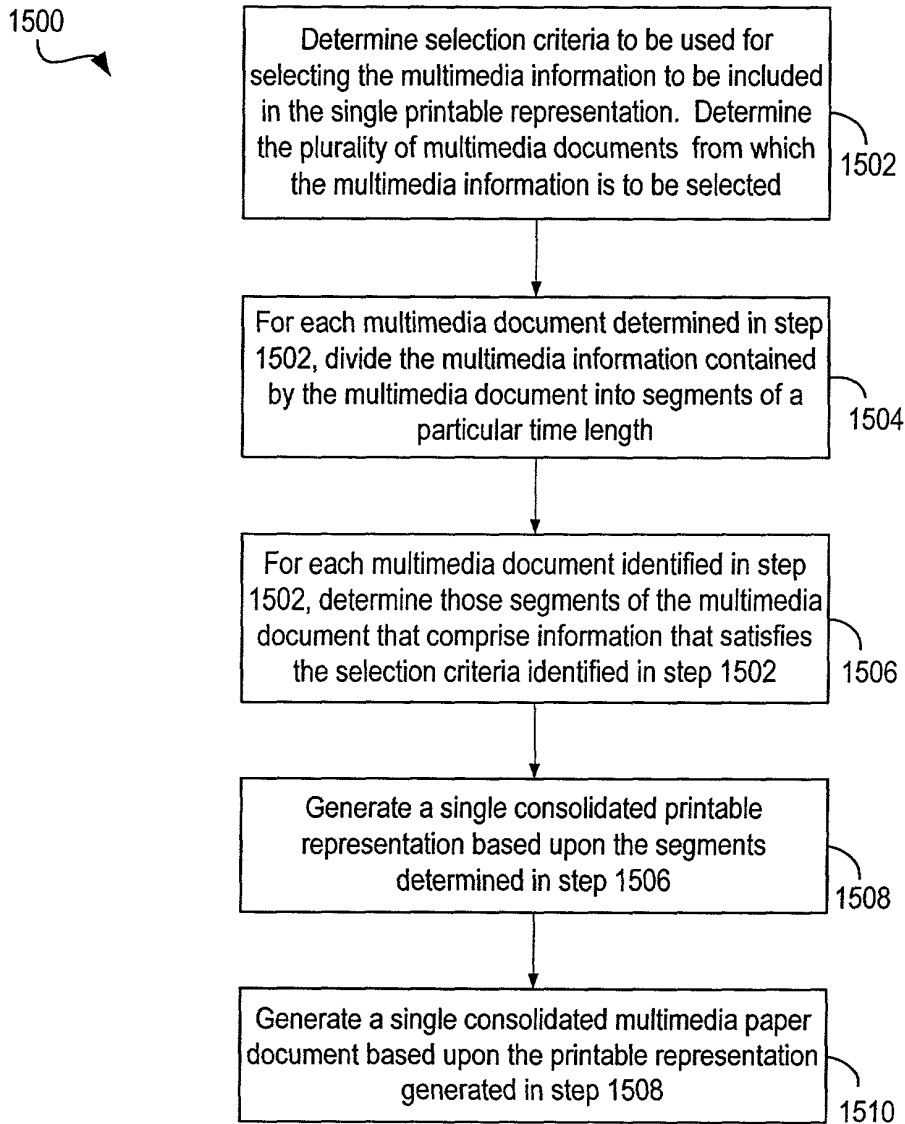 1500
Determine selection criteria to be used for
selecting the multimedia information to be included
in the single printable representation. Determine
the plurality of multimedia documents from which
the multimedia information is to be selected
1502
For each multimedia document determined in step
1502, divide the multimedia information contained
by the multimedia document into segments of a
particular time length
1504
For each multimedia document identified in step
1502, determine those segments of the multimedia
document that comprise information that satisfies
the selection criteria identified in step 1502
1506
Generate a single consolidated printable
representation based upon the segments
determined in step 1506
1508
Generate a single consolidated multimedia paper
document based upon the printable representation
generated in step 1508
1510